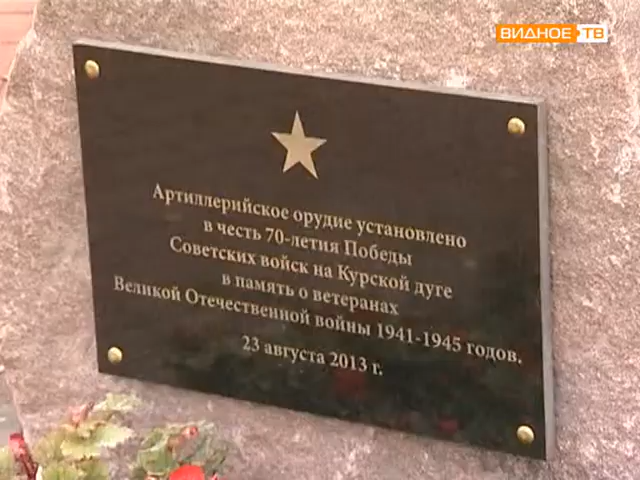 ВИДНОЕ ТВ
Артиллерийское орудие установлено
в честь 70-летия Победы
Советских войск на Курской дуге
в память о ветеранах
Великой Отечественной войны 1941-1945 годов.
23 августа 2013 г.